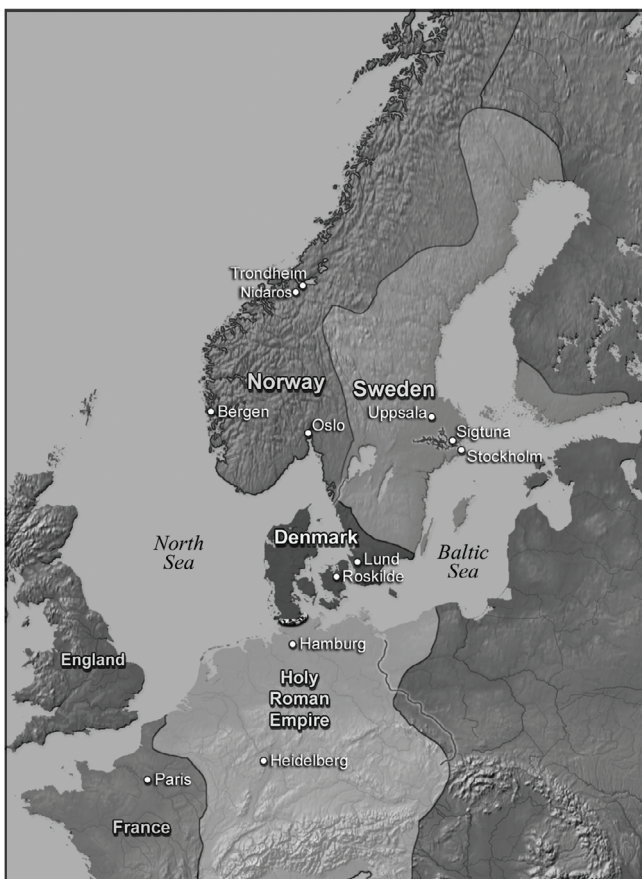 Trondheim
Nidaros
Norway
Sweden
Bergen
Uppsala
Oslo
Sigtuna
Stockholm
North
Sea
Denmark
Baltic
Sea
Lund
Roskilde
England
Hamburg
Holy
Roman
Empire
Heidelberg
Paris
France